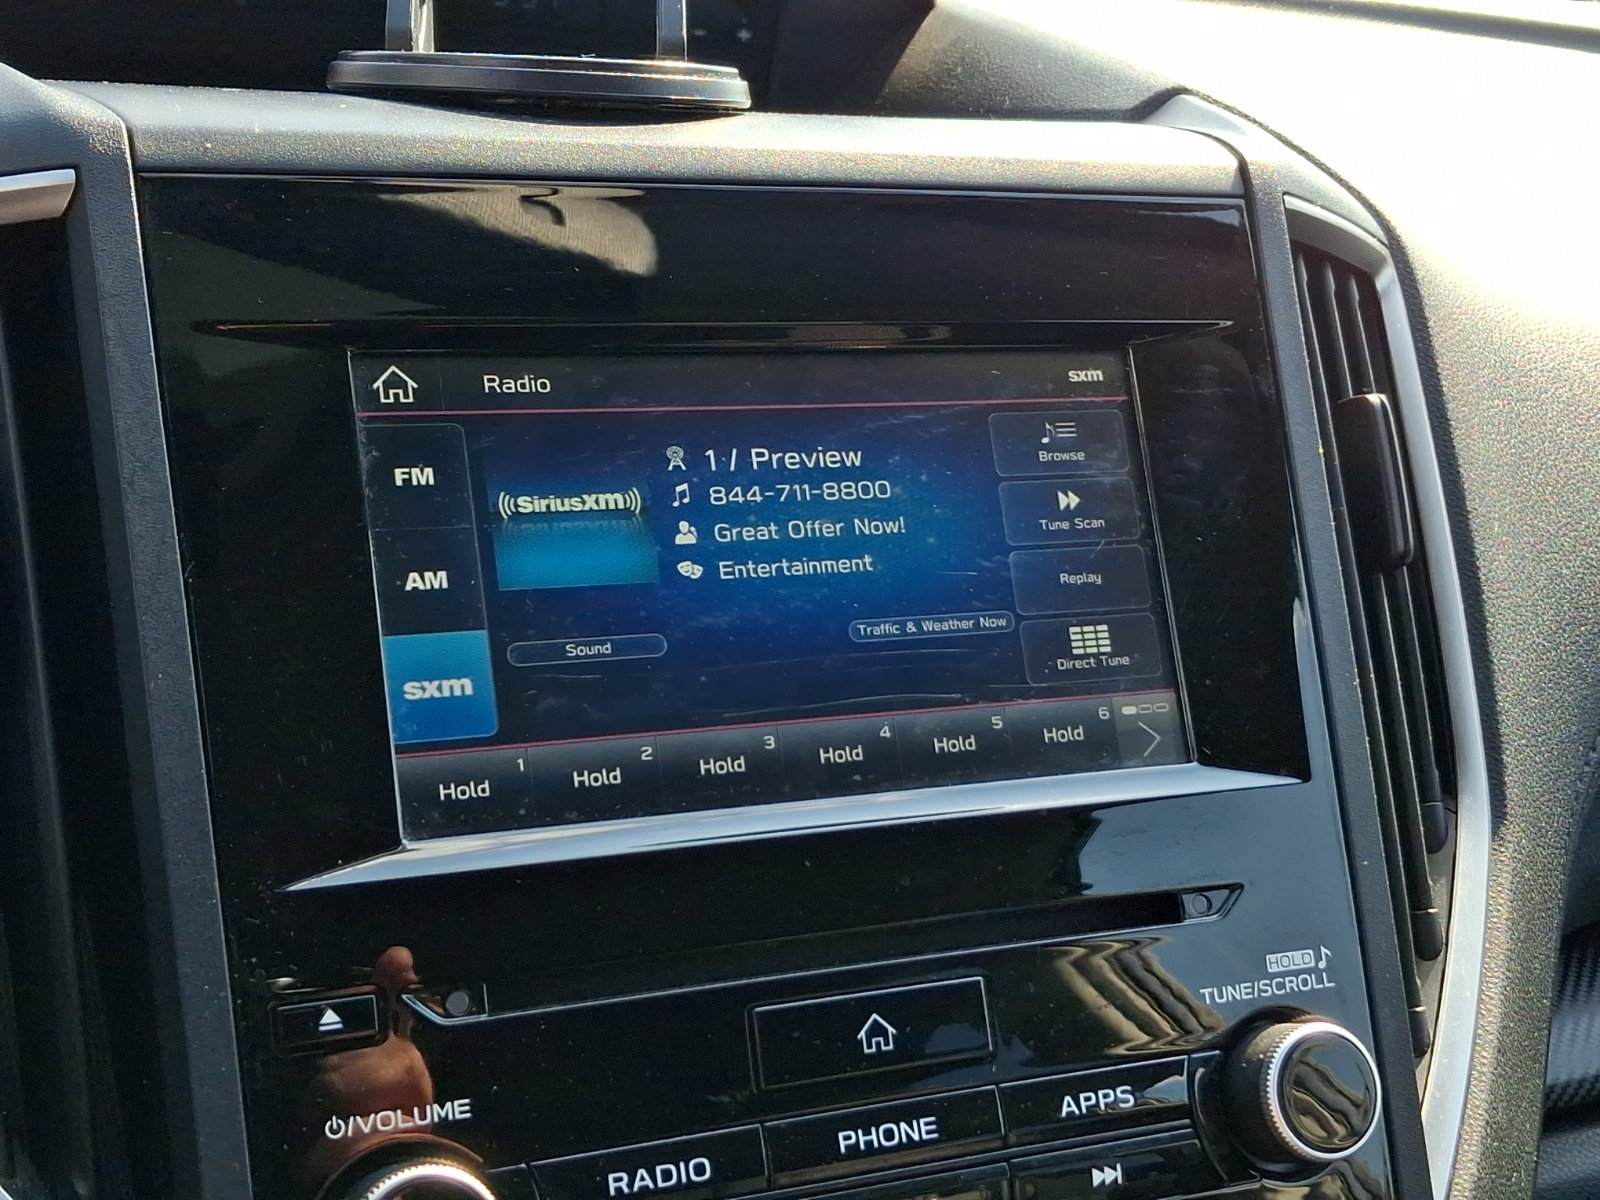 Radio
sxm
FM
AM
sxm
((SiriusXM))
1 / Preview
844-711-8800
Great Offer Now!
Entertainment
Browse
Tune Scan
Replay
Direct Tune
Sound
Traffic & Weather Now
1
Hold
2
Hold
3
Hold
4
Hold
5
Hold
6
Hold
HOLD
TUNE/SCROLL
/VOLUME
RADIO
PHONE
APPS